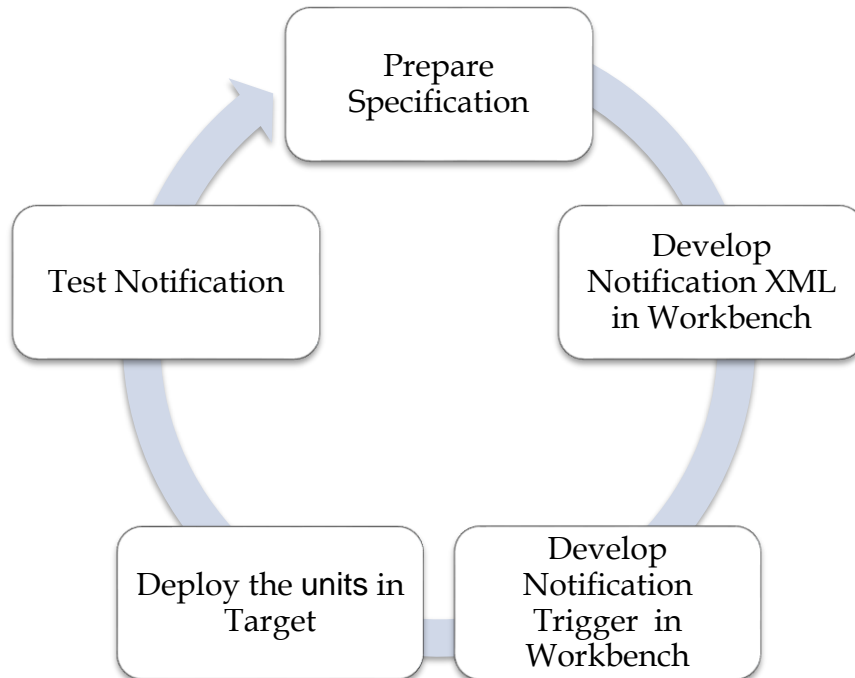 Prepare
Specification
Develop
Notification XML
in Workbench
Develop
Notification
Trigger in
Workbench
Deploy the units in
Target
Test Notification